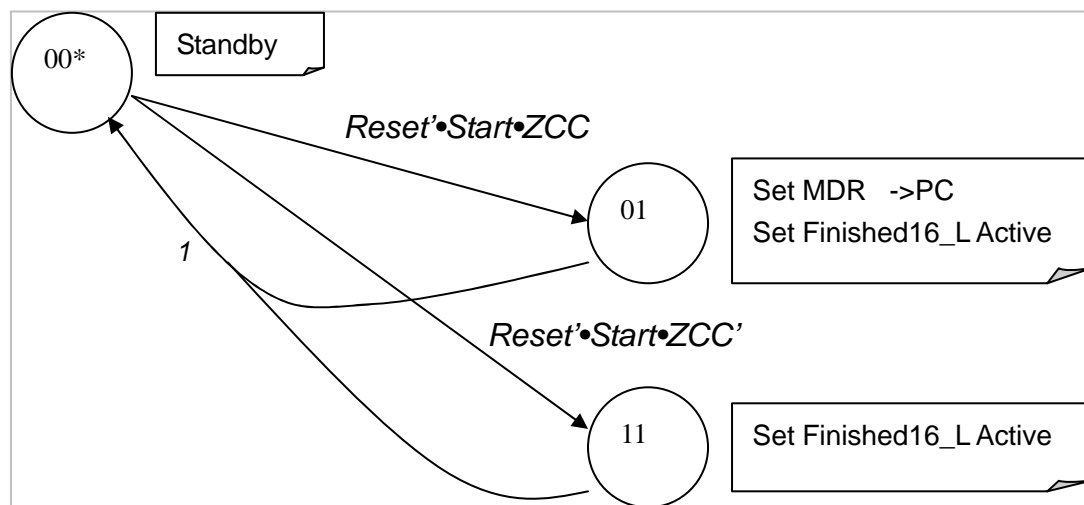 00*
Standby
Reset’•Start•ZCC
01
Set MDR ->PC
Set Finished16_L Active
1
Reset’•Start•ZCC’
11
Set Finished16_L Active